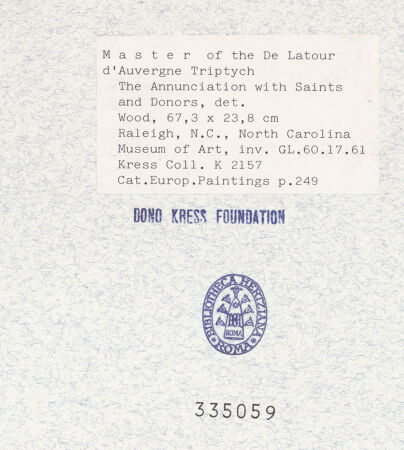 Master of the De Latour
d'Auvergne Triptych
The Annunciation with Saints
and Donors, det.
Wood, 67,3 x 23,8 cm
Raleigh, N.C., North Carolina
Museum of Art, inv. GL.60.17.61
Kress Coll. K 2157
Cat.Europ.Paintings p.249
DONO KRESS FOUNDATION
BIBLIOTHECA HERTZIANA
ROMA
ROMA
335059